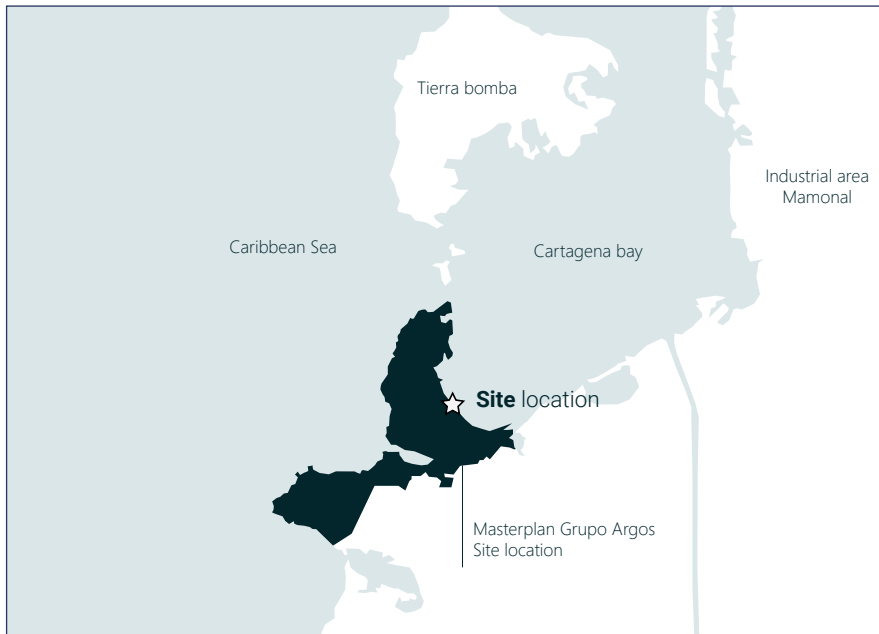 Tierra bomba
Industrial area
Mamonal
Caribbean Sea
Cartagena bay
Site location
Masterplan Grupo Argos
Site location